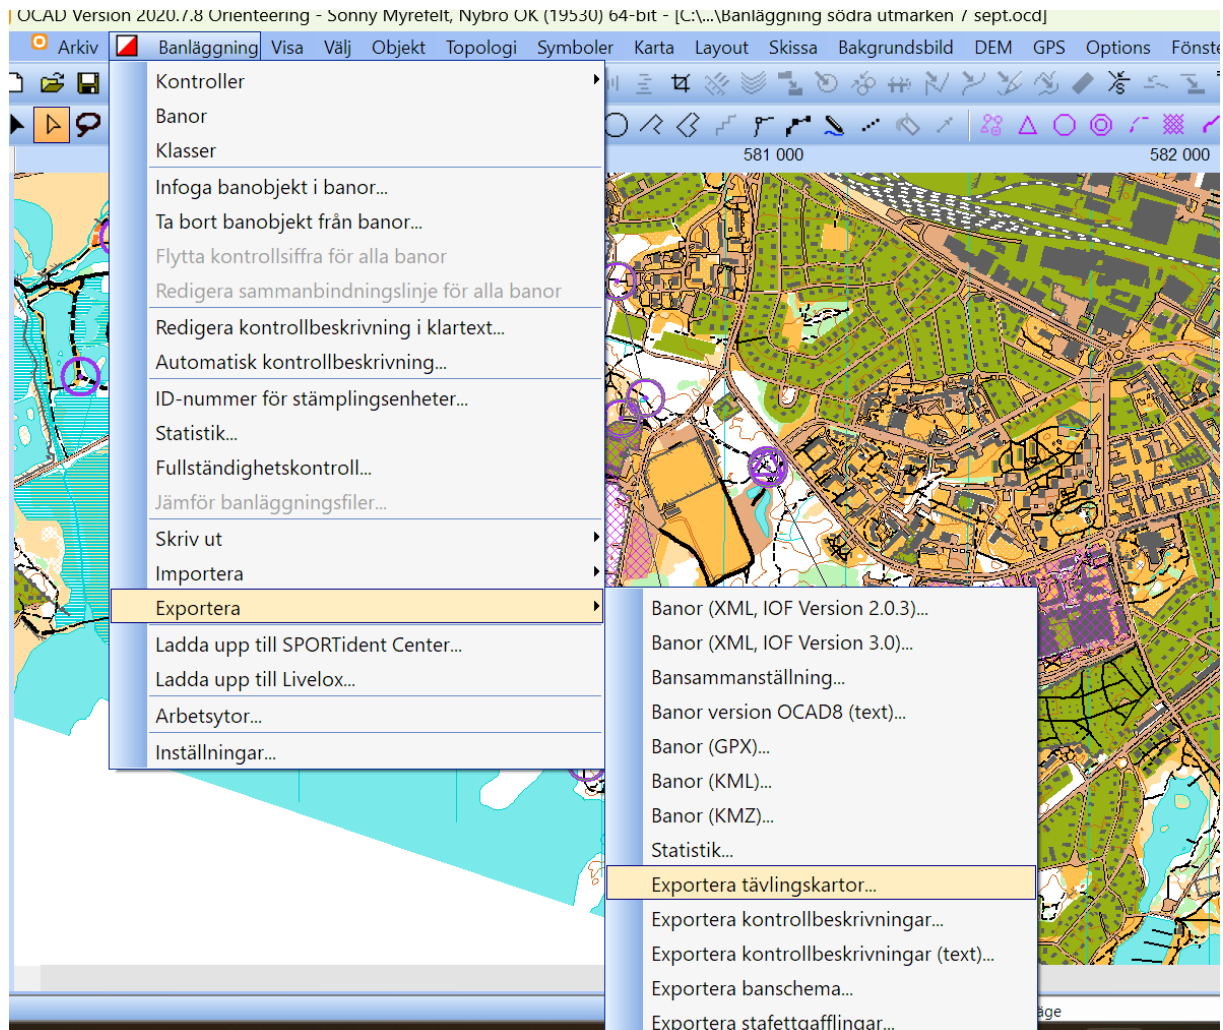 OCAD Version 2020.7.8 Orienteering - Sonny Myrefelt, Nybro OK (19530) 64-bit - [C:\...\Banläggning södra utmarken 7 sept.ocd]
Arkiv Banläggning Visa Välj Objekt Topologi Symboler Karta Layout Skissa Bakgrundsbild DEM GPS Options Fönste
581 000 582 000
Kontroller
Banor
Klasser
Infoga banobjekt i banor...
Ta bort banobjekt från banor...
Flytta kontrollsiffra för alla banor
Redigera sammanbindningslinje för alla banor
Redigera kontrollbeskrivning i klartext...
Automatisk kontrollbeskrivning...
ID-nummer för stämplingsenheter...
Statistik...
Fullständighetskontroll...
Jämför banläggningsfiler...
Skriv ut
Importera
Exportera
Ladda upp till SPORTident Center...
Ladda upp till Livelox...
Arbetsytor...
Inställningar...
Banor (XML, IOF Version 2.0.3)...
Banor (XML, IOF Version 3.0)...
Bansammanställning...
Banor version OCAD8 (text)...
Banor (GPX)...
Banor (KML)...
Banor (KMZ)...
Statistik...
Exportera tävlingskartor...
Exportera kontrollbeskrivningar...
Exportera kontrollbeskrivningar (text)...
Exportera banschema...
Exportera stafettgafflingar...
äge